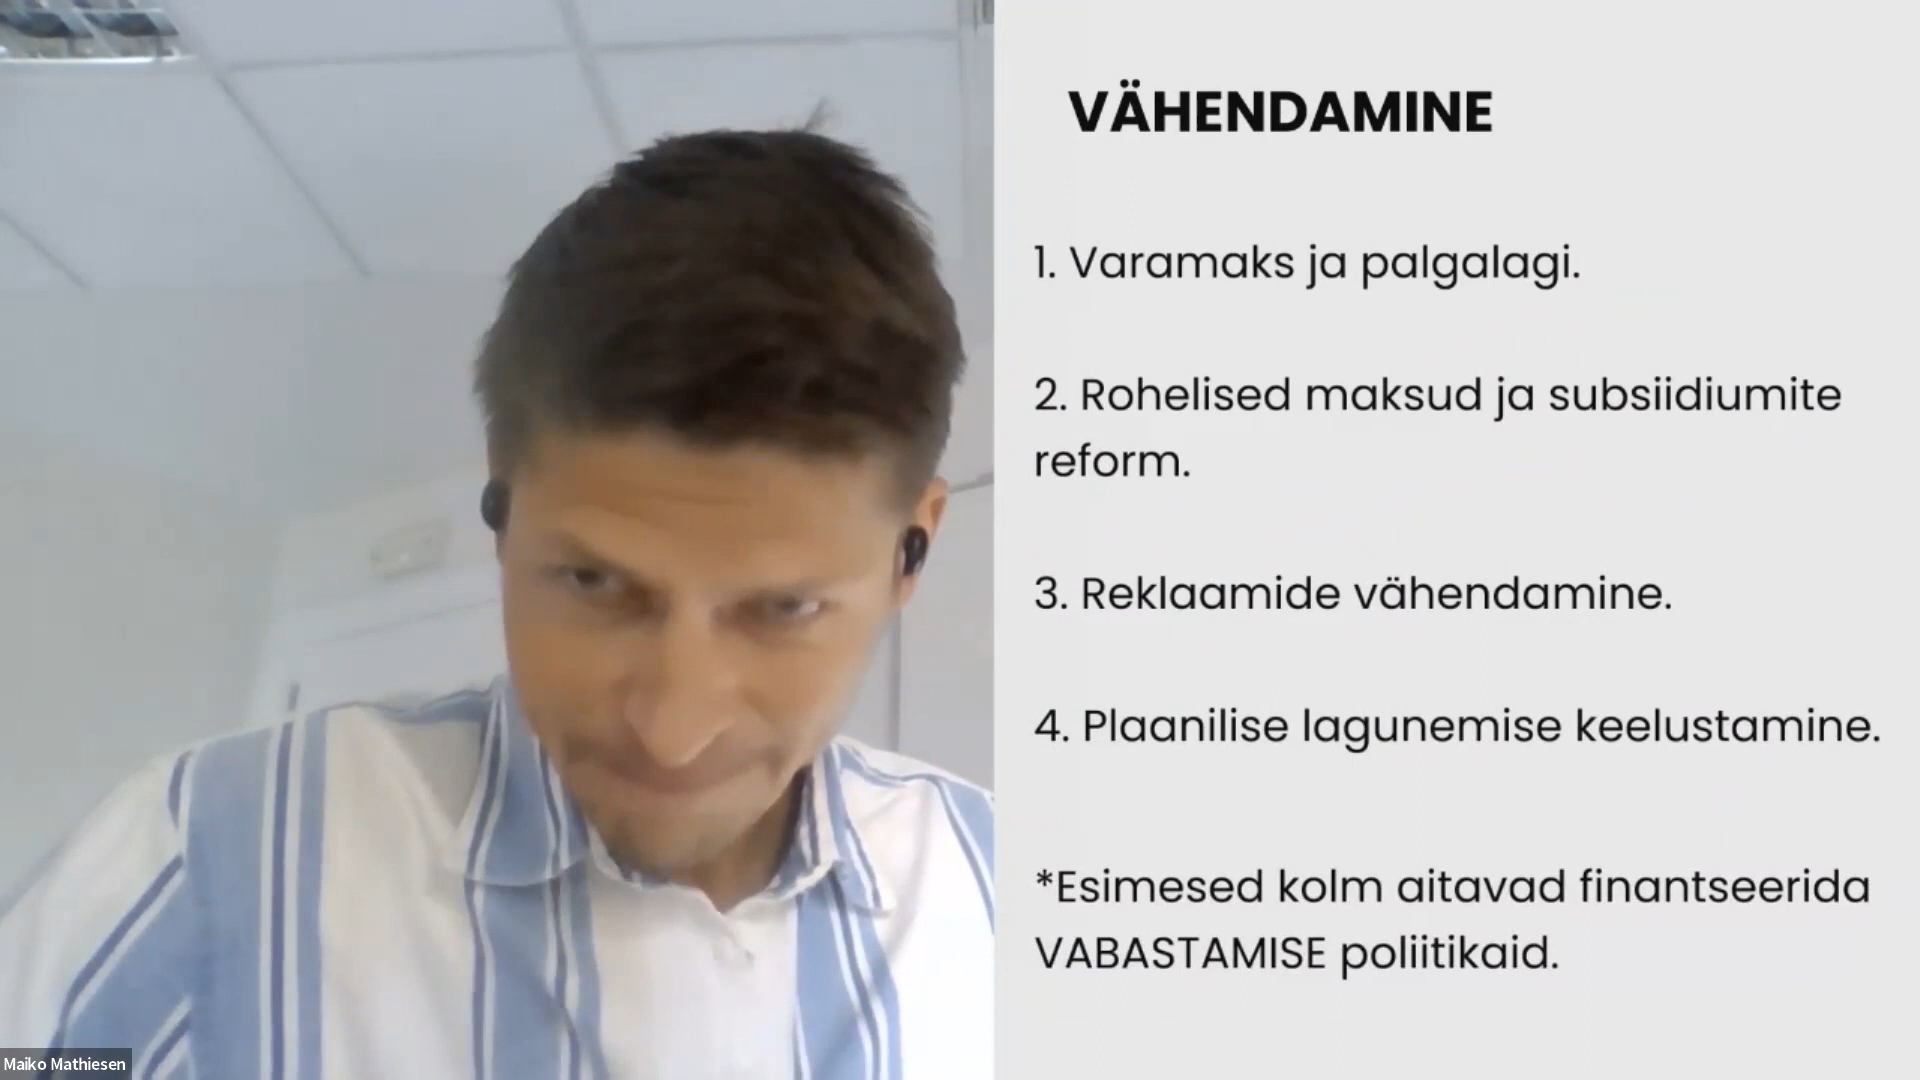 VÄHENDAMINE
1. Varamaks ja palgalagi.
2. Rohelised maksud ja subsiidiumite
reform.
3. Reklaamide vähendamine.
4. Plaanilise lagunemise keelustamine.
*Esimesed kolm aitavad finantseerida
VABASTAMISE poliitikaid.
Maiko Mathiesen